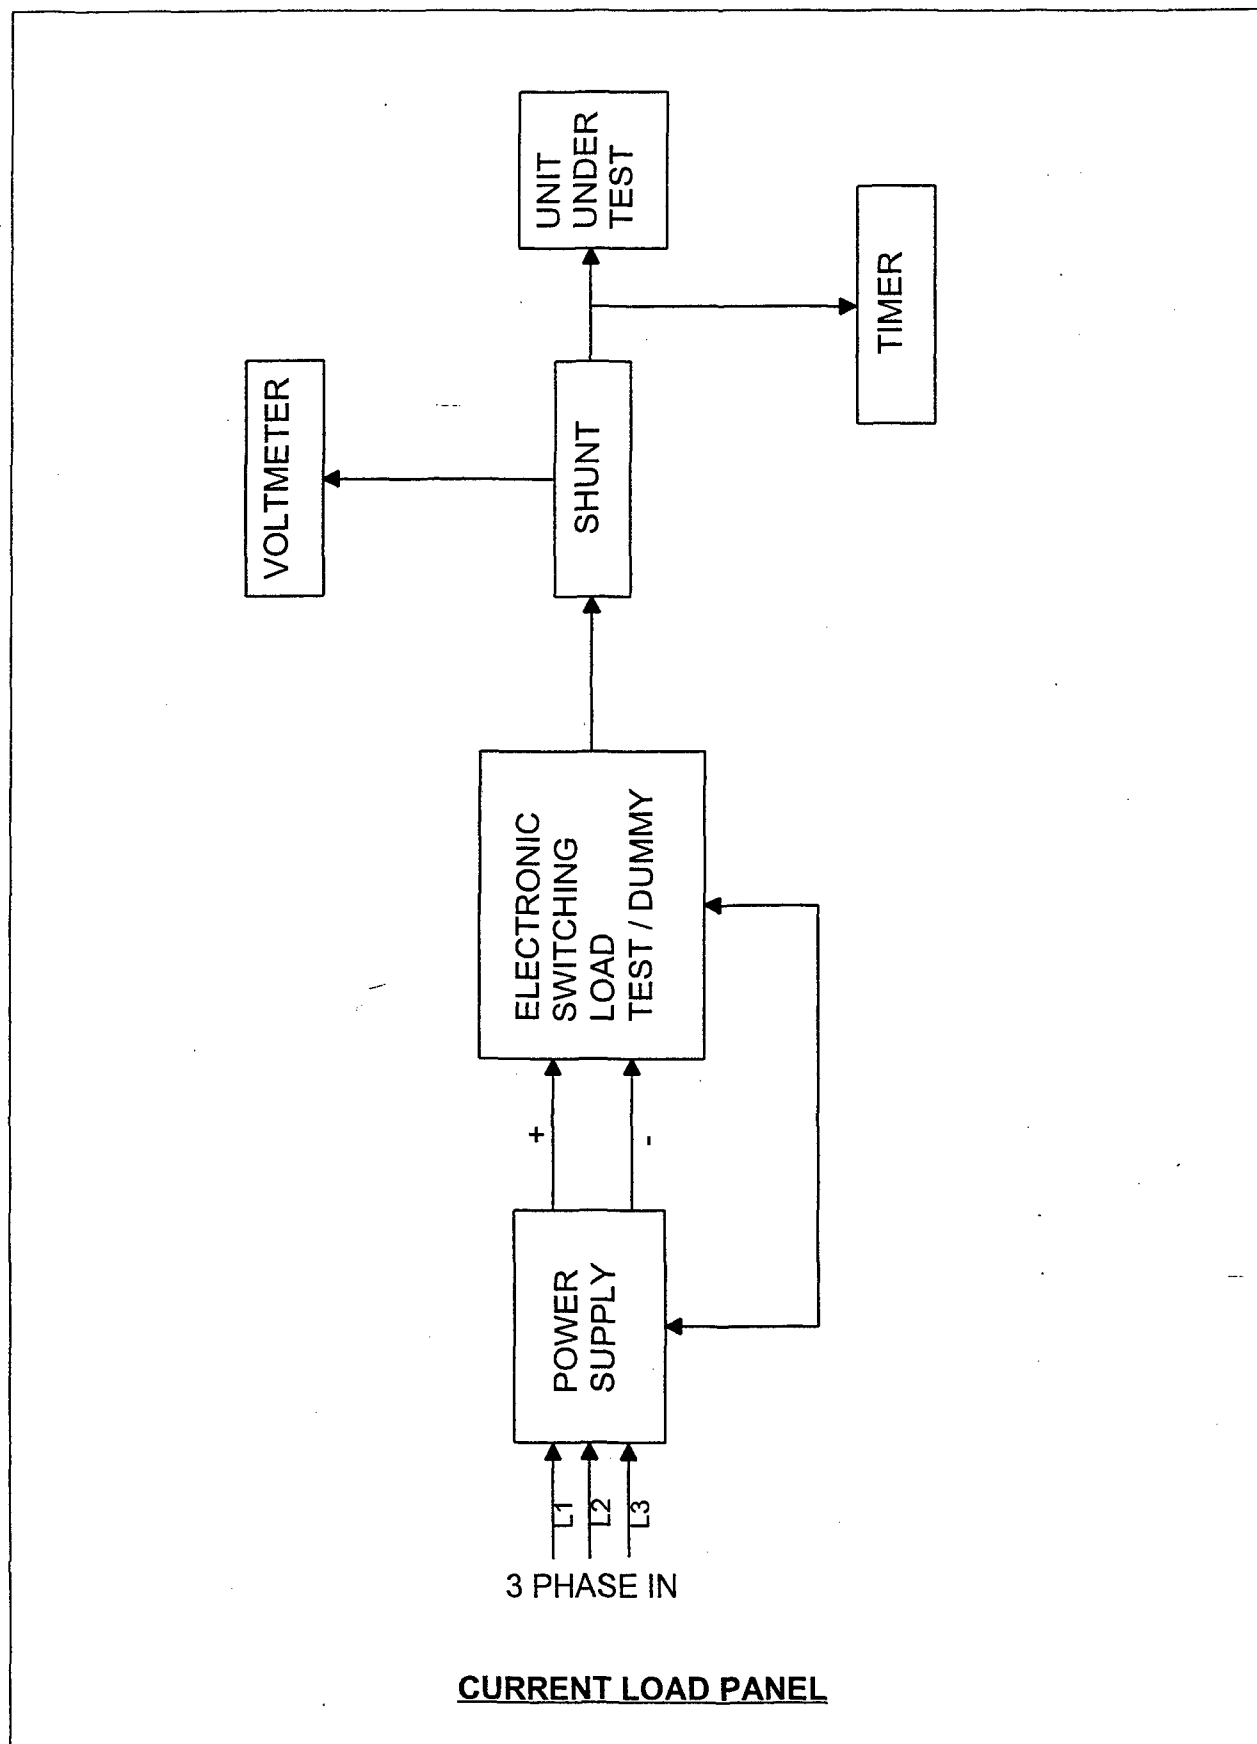 UNIT
UNDER
TEST
TIMER
VOLTMETER
SHUNT
ELECTRONIC
SWITCHING
LOAD
TEST / DUMMY
+
-
POWER
SUPPLY
L1
L2
L3
3 PHASE IN
CURRENT LOAD PANEL